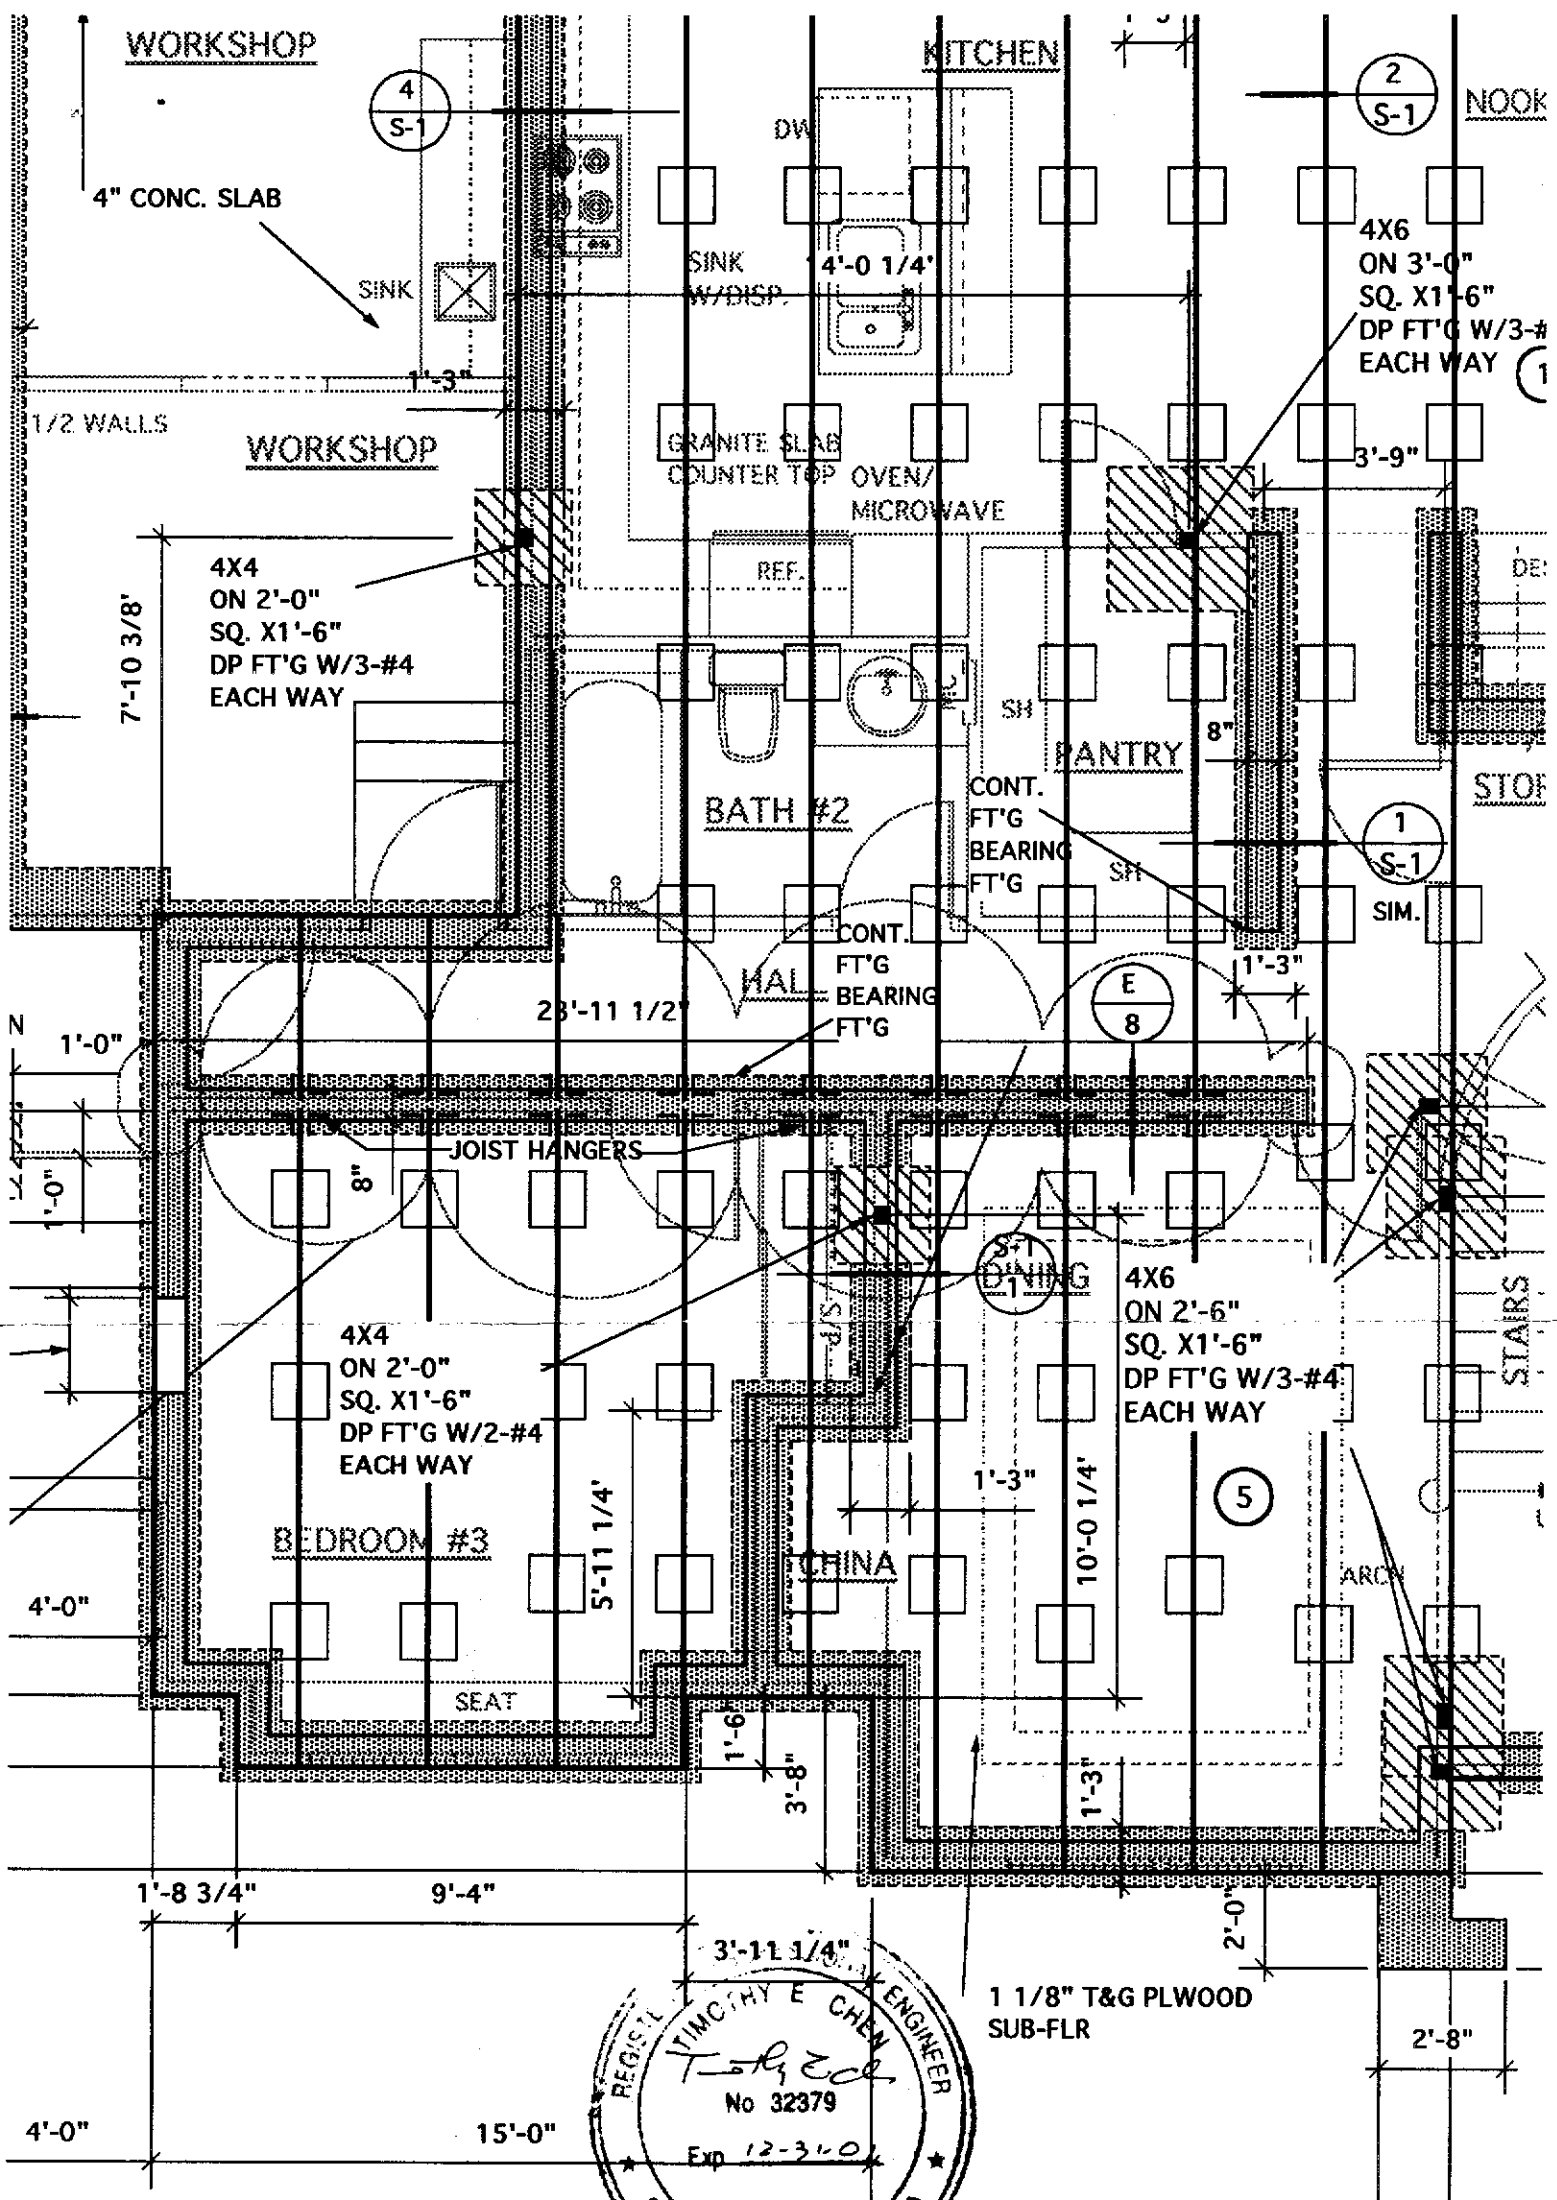 WORKSHOP
KITCHEN
4
S-1
2
S-1
NOOK
DW
4" CONC. SLAB
SINK
SINK
W/DISP.
4'-0 1/4'
4X6
ON 3'-0"
SQ. X1'-6"
DP FT'G W/3-#
EACH WAY
1
1'-3"
1/2 WALLS
WORKSHOP
GRANITE SLAB
COUNTER TOP
OVEN/
MICROWAVE
3'-9"
7'-10 3/8'
4X4
ON 2'-0"
SQ. X1'-6"
DP FT'G W/3-#4
EACH WAY
REF.
SH
8"
PANTRY
BATH #2
CONT.
FT'G
BEARING
FT'G
SH
1
S-1
SIM.
CONT.
FT'G
BEARING
FT'G
1'-3"
N
1'-0"
23'-11 1/2"
E
8
JOIST HANGERS
8"
1'-0"
S-1
1
DINING
S/P
4X6
ON 2'-6"
SQ. X1'-6"
DP FT'G W/3-#4
EACH WAY
STAIRS
4X4
ON 2'-0"
SQ. X1'-6"
DP FT'G W/2-#4
EACH WAY
1'-3"
5
5'-11 1/4'
10'-0 1/4'
BEDROOM #3
CHINA
4'-0"
SEAT
1'-6"
3'-8"
1'-3"
1'-8 3/4"
9'-4"
2'-0"
3'-11 1/4"
1 1/8" T&G PLWOOD
SUB-FLR
2'-8"
TIMOTHY E CHEN
ENGINEER
No 32379
Exp
4'-0"
15'-0"